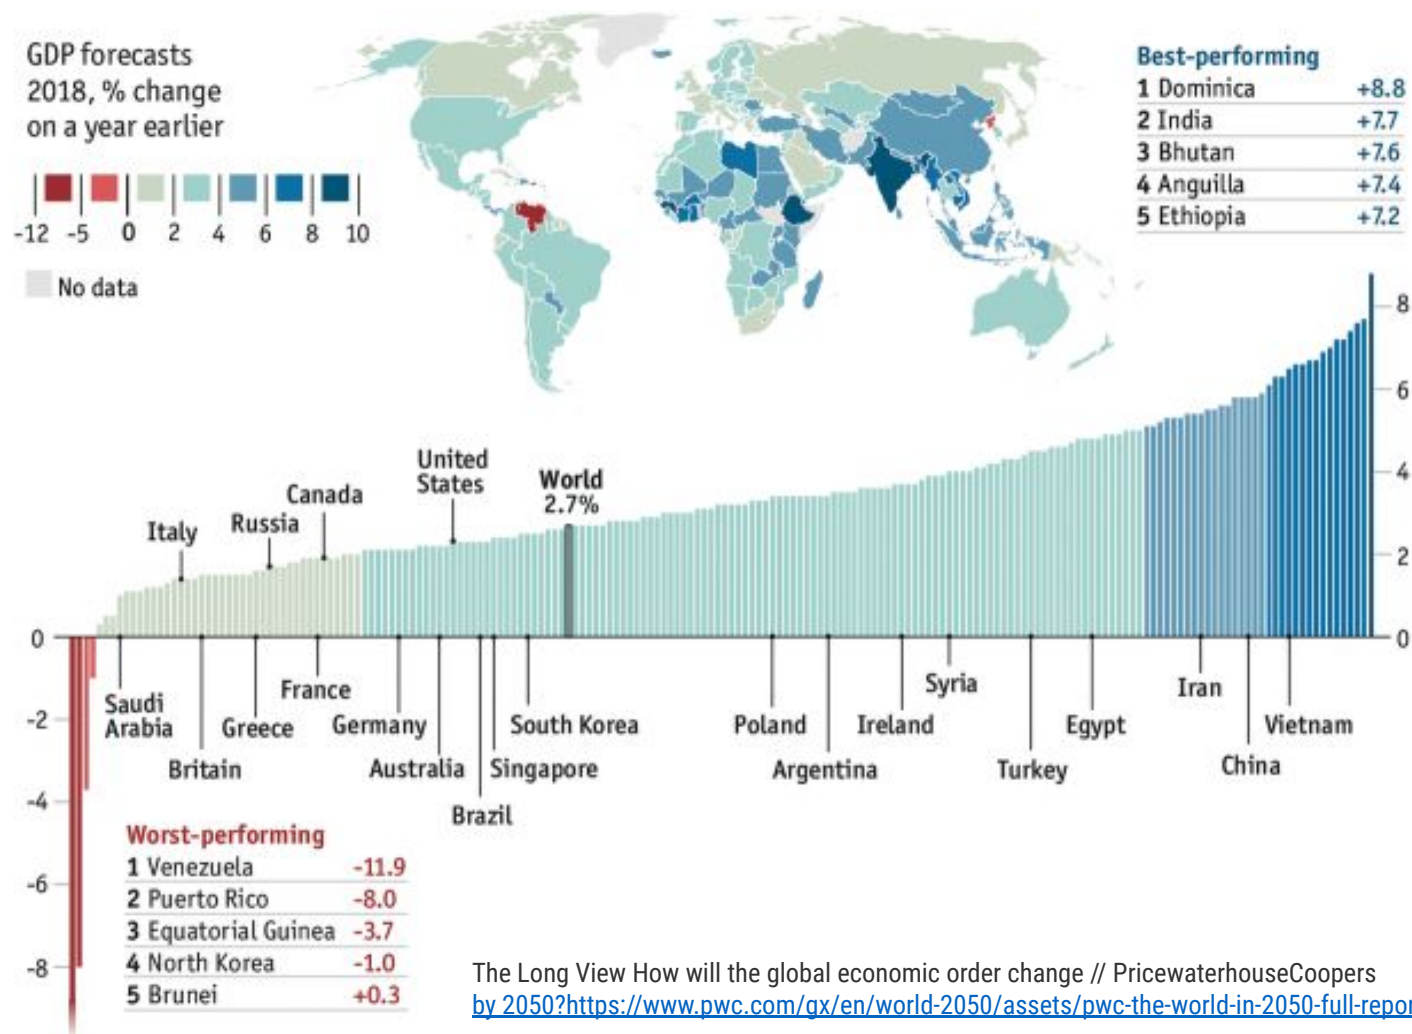 GDP forecasts
2018, % change
on a year earlier
-12 -5 0 2 4 6 8 10
No data
Best-performing
1 Dominica +8.8
2 India +7.7
3 Bhutan +7.6
4 Anguilla +7.4
5 Ethiopia +7.2
8
6
4
2
0
United
States
World
2.7%
Canada
Russia
Italy
0
-2
-4
-6
-8
Saudi
Arabia
Britain
Greece
France
Germany
Australia
Brazil
Singapore
South Korea
Poland
Argentina
Ireland
Syria
Turkey
Egypt
Iran
China
Vietnam
Worst-performing
1 Venezuela -11.9
2 Puerto Rico -8.0
3 Equatorial Guinea -3.7
4 North Korea -1.0
5 Brunei +0.3
The Long View How will the global economic order change // PricewaterhouseCoopers
by 2050?https://www.pwc.com/gx/en/world-2050/assets/pwc-the-world-in-2050-full-repor